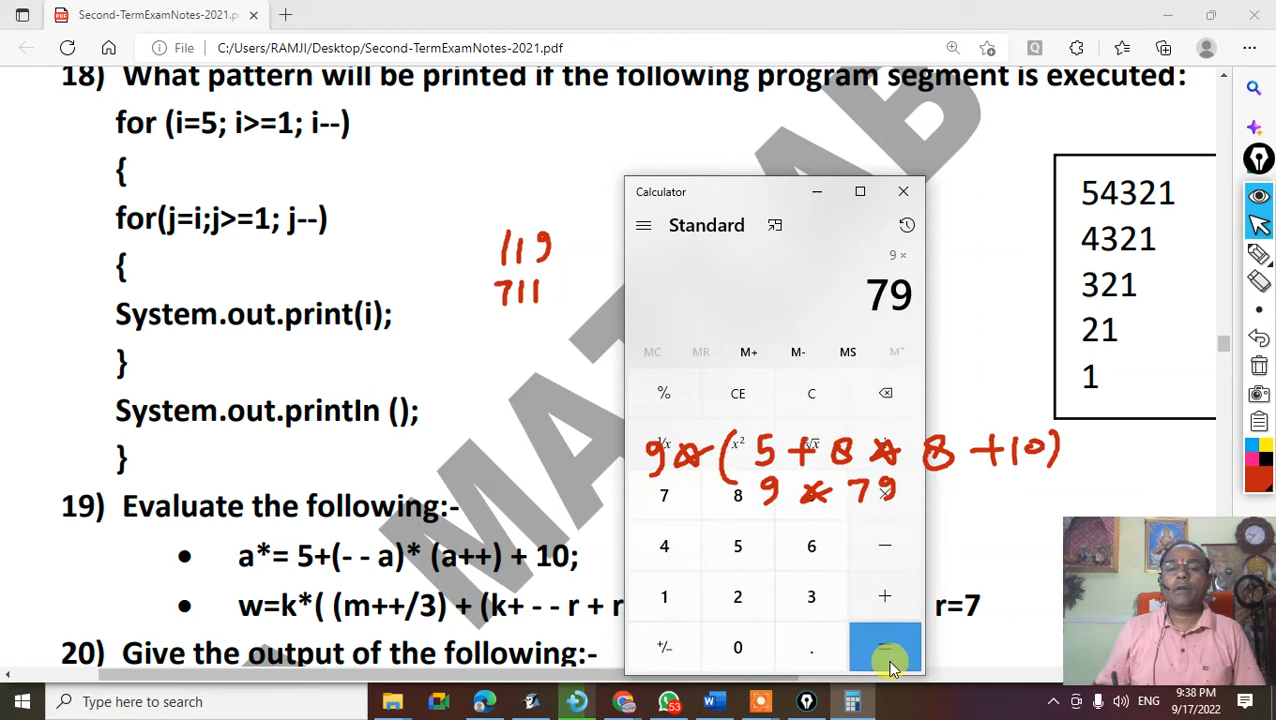 Second-TermExamNotes-2021.p
File C:/Users/RAMJI/Desktop/Second-TermExamNotes-2021.pdf
18) What pattern will be printed if the following program segment is executed:
for (i=5; i>=1; i--)
{
for(j=i;j>=1; j--)
{
System.out.print(i);
}
System.out.println ();
}
54321
4321
321
21
1
119
711
Calculator
Standard
9 ×
79
MC MR M+ M- MS M˅
% CE C
9*( 5 + 8 * 8 +10)
9 * 79
7 8
4 5 6 −
1 2 3 +
+/− 0 . =
19) Evaluate the following:-
• a*= 5+(- - a)* (a++) + 10;
• w=k*( (m++/3) + (k+ - - r + r r=7
20) Give the output of the following:-
MATLAB
Type here to search
53
ENG
9:38 PM
9/17/2022